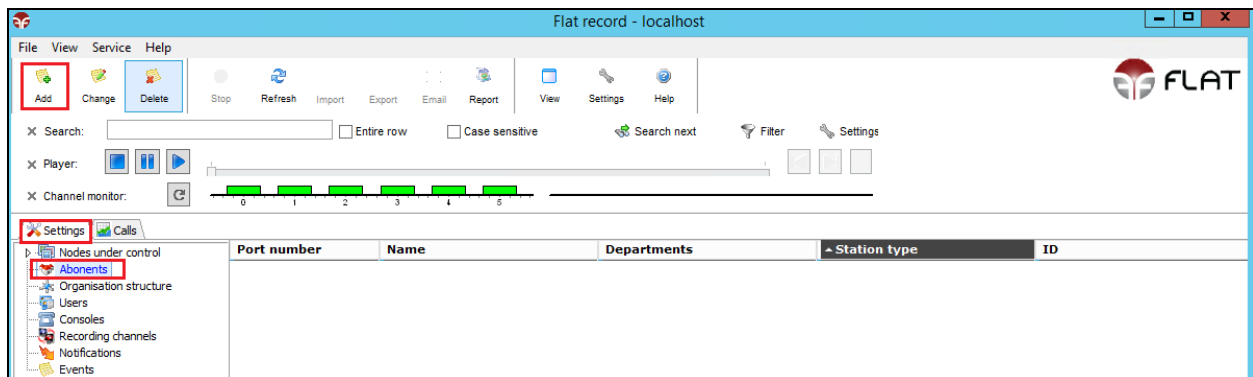 Flat record - localhost
File View Service Help
Add Change Delete Stop Refresh Import Export Email Report View Settings Help
FLAT
Search: Entire row Case sensitive Search next Filter Settings
Player:
Channel monitor:
0 1 2 3 4 5
Settings Calls
Port number Name Departments Station type ID
Nodes under control
Abonents
Organisation structure
Users
Consoles
Recording channels
Notifications
Events